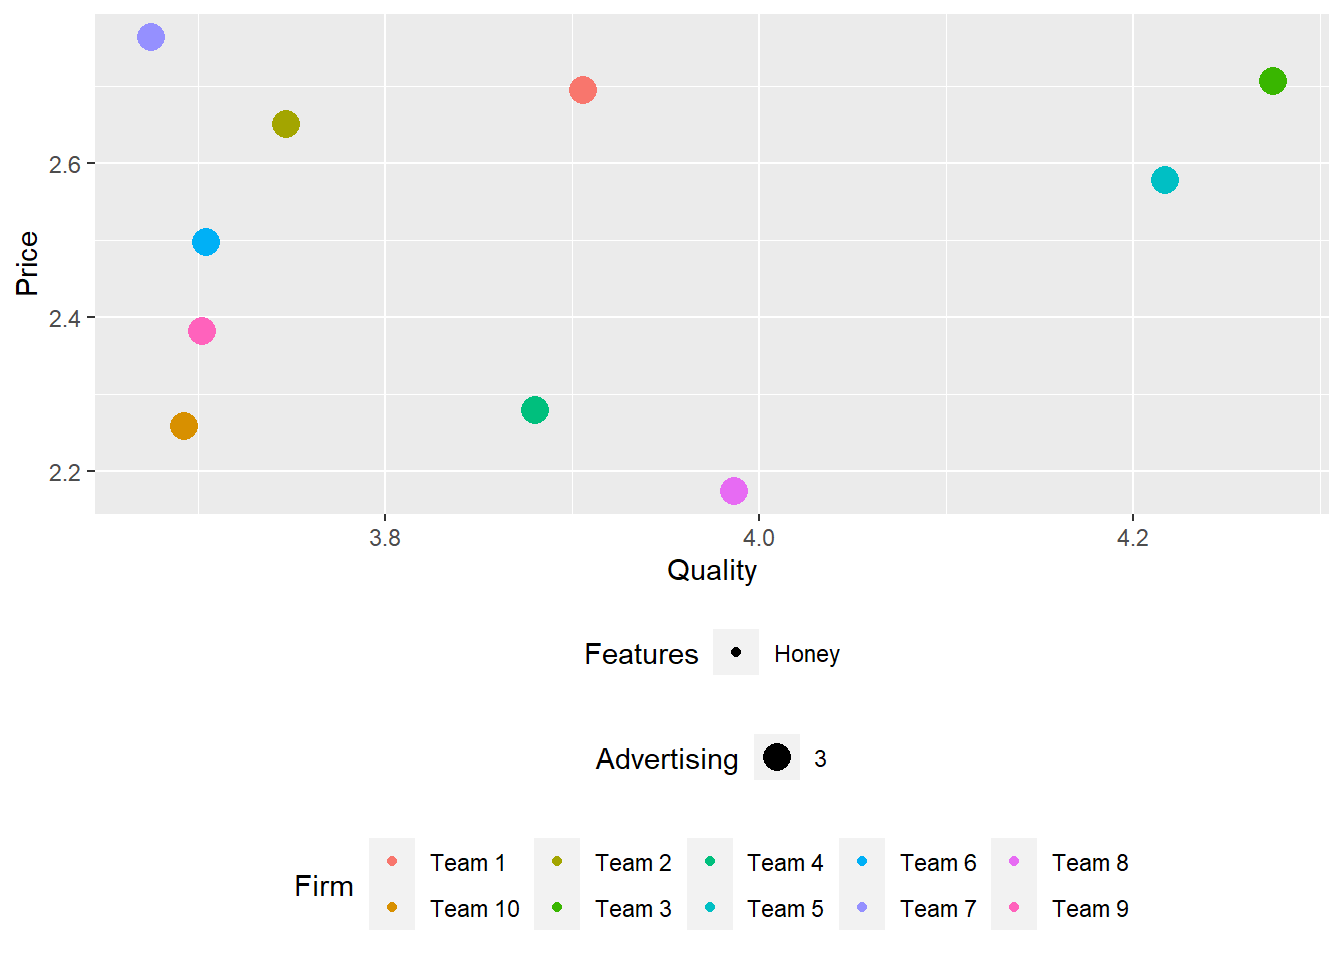 2.6
2.4
2.2
Price
3.8 4.0 4.2
Quality
Features Honey
Advertising 3
Team 1 Team 2 Team 4 Team 6 Team 8
Firm
Team 10 Team 3 Team 5 Team 7 Team 9